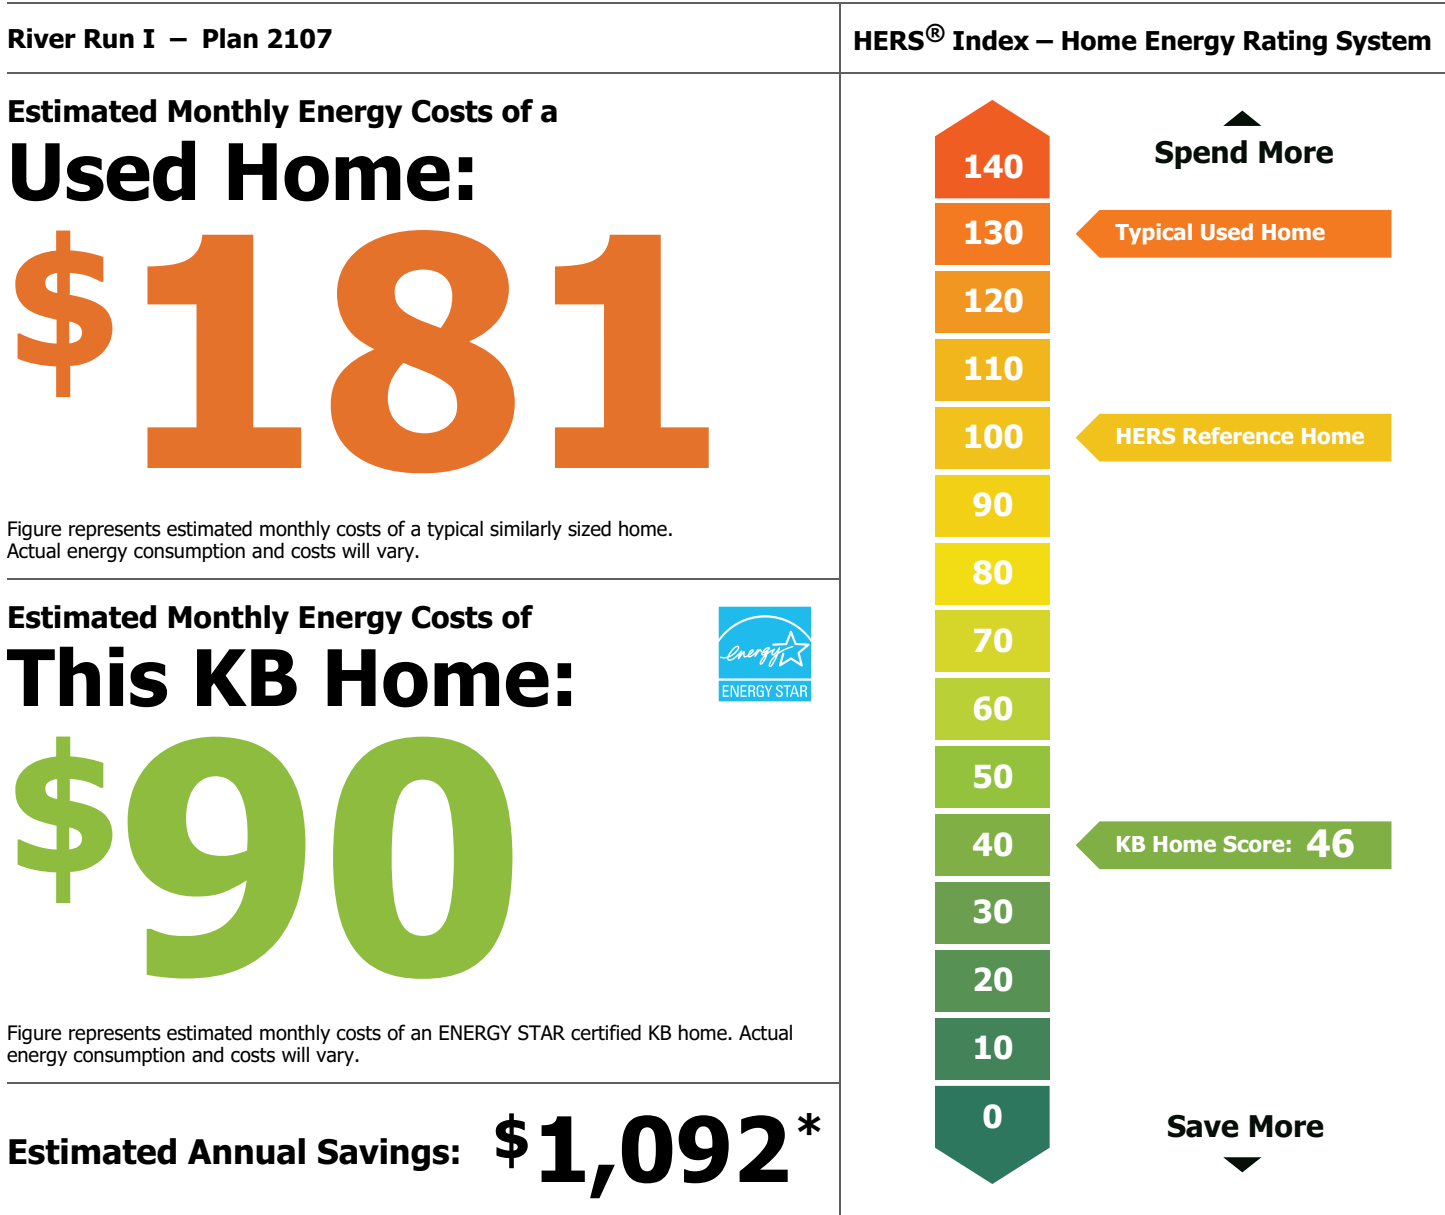 River Run I – Plan 2107
Estimated Monthly Energy Costs of a
Used Home:
$181
Figure represents estimated monthly costs of a typical similarly sized home.
Actual energy consumption and costs will vary.
Estimated Monthly Energy Costs of
This KB Home:
energy
ENERGY STAR
$90
Figure represents estimated monthly costs of an ENERGY STAR certified KB home. Actual
energy consumption and costs will vary.
Estimated Annual Savings: $1,092*
HERS® Index – Home Energy Rating System
Spend More
140
130 Typical Used Home
120
110
100 HERS Reference Home
90
80
70
60
50
40 KB Home Score: 46
30
20
10
0
Save More